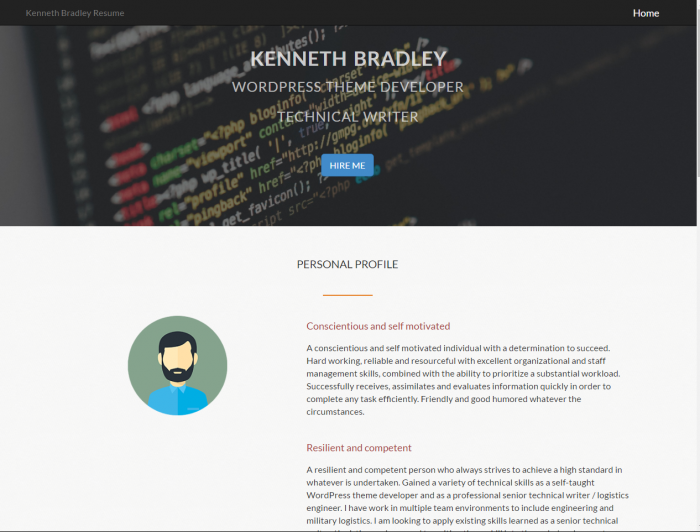 Kenneth Bradley Resume
Home
KENNETH BRADLEY
WORDPRESS THEME DEVELOPER
TECHNICAL WRITER
HIRE ME
PERSONAL PROFILE
Conscientious and self motivated
A conscientious and self motivated individual with a determination to succeed.
Hard working, reliable and resourceful with excellent organizational and staff
management skills, combined with the ability to prioritize a substantial workload.
Successfully receives, assimilates and evaluates information quickly in order to
complete any task efficiently. Friendly and good humored whatever the
circumstances.
Resilient and competent
A resilient and competent person who always strives to achieve a high standard in
whatever is undertaken. Gained a variety of technical skills as a self-taught
WordPress theme developer and as a professional senior technical writer / logistics
engineer. I have work in multiple team environments to include engineering and
military logistics. I am looking to apply existing skills learned as a senior technical